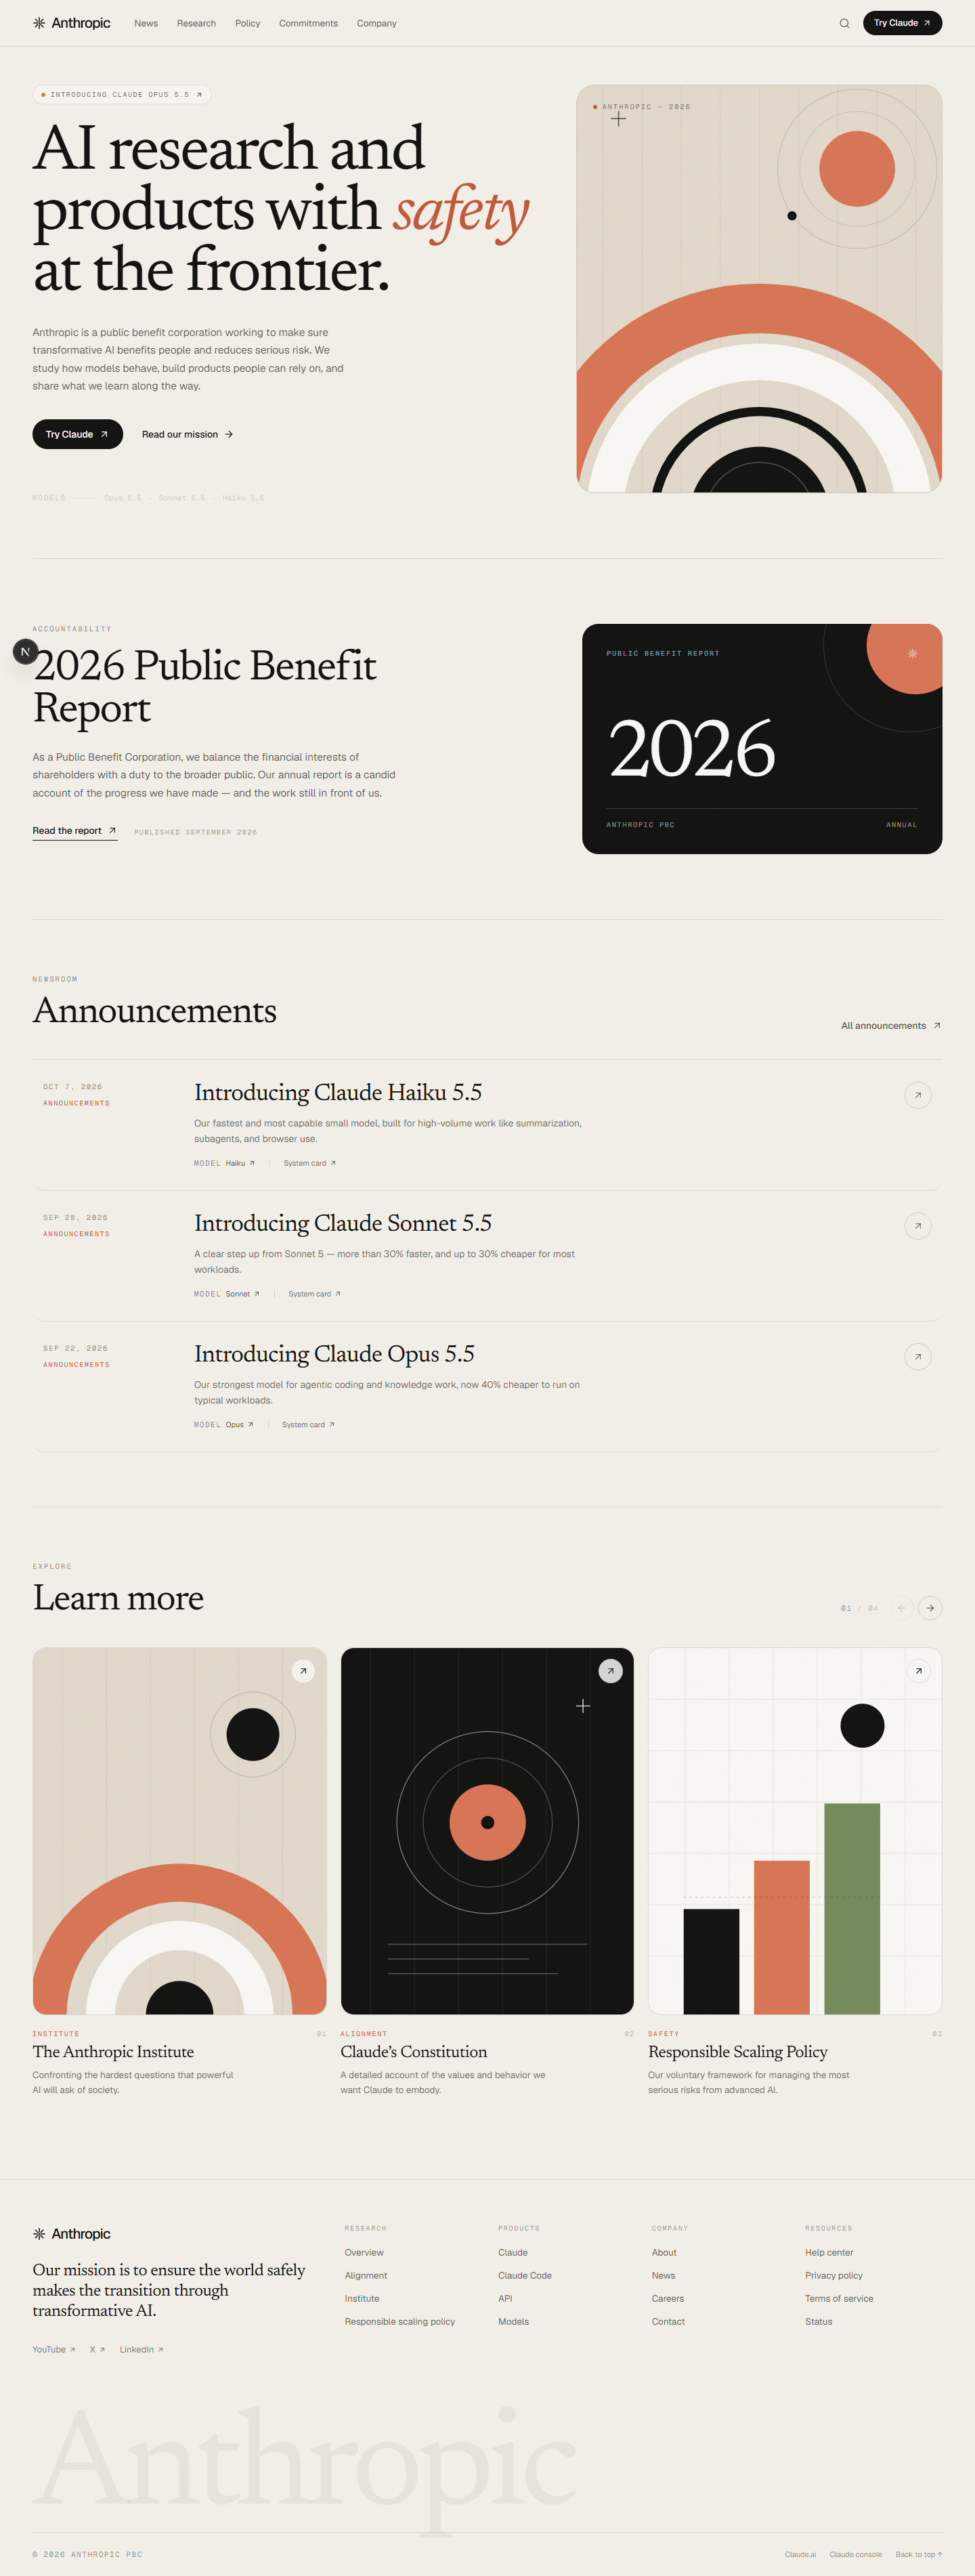 Anthropic
News
Research
Policy
Commitments
Company
Try Claude
INTRODUCING CLAUDE OPUS 5.5
AI research and
products with safety
at the frontier.
Anthropic is a public benefit corporation working to make sure
transformative AI benefits people and reduces serious risk. We
study how models behave, build products people can rely on, and
share what we learn along the way.
Try Claude
Read our mission →
MODELS — Opus 5.5 · Sonnet 5.5 · Haiku 5.5
ANTHROPIC — 2026
ACCOUNTABILITY
N
2026 Public Benefit
Report
As a Public Benefit Corporation, we balance the financial interests of
shareholders with a duty to the broader public. Our annual report is a candid
account of the progress we have made — and the work still in front of us.
Read the report
PUBLISHED SEPTEMBER 2026
PUBLIC BENEFIT REPORT
2026
ANTHROPIC PBC
ANNUAL
NEWSROOM
Announcements
All announcements
OCT 7, 2026
ANNOUNCEMENTS
Introducing Claude Haiku 5.5
Our fastest and most capable small model, built for high-volume work like summarization,
subagents, and browser use.
MODEL Haiku
System card
SEP 28, 2026
ANNOUNCEMENTS
Introducing Claude Sonnet 5.5
A clear step up from Sonnet 5 — more than 30% faster, and up to 30% cheaper for most
workloads.
MODEL Sonnet
System card
SEP 22, 2026
ANNOUNCEMENTS
Introducing Claude Opus 5.5
Our strongest model for agentic coding and knowledge work, now 40% cheaper to run on
typical workloads.
MODEL Opus
System card
EXPLORE
Learn more
01 / 04
INSTITUTE
01
The Anthropic Institute
Confronting the hardest questions that powerful
AI will ask of society.
ALIGNMENT
02
Claude’s Constitution
A detailed account of the values and behavior we
want Claude to embody.
SAFETY
03
Responsible Scaling Policy
Our voluntary framework for managing the most
serious risks from advanced AI.
Anthropic
Our mission is to ensure the world safely
makes the transition through
transformative AI.
YouTube
X
LinkedIn
RESEARCH
Overview
Alignment
Institute
Responsible scaling policy
PRODUCTS
Claude
Claude Code
API
Models
COMPANY
About
News
Careers
Contact
RESOURCES
Help center
Privacy policy
Terms of service
Status
Anthropic
© 2026 ANTHROPIC PBC
Claude.ai
Claude console
Back to top ↑